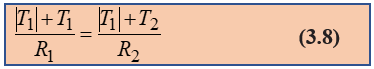 (|T₁| + T₁) / R₁ = (|T₁| + T₂) / R₂ (3.8)